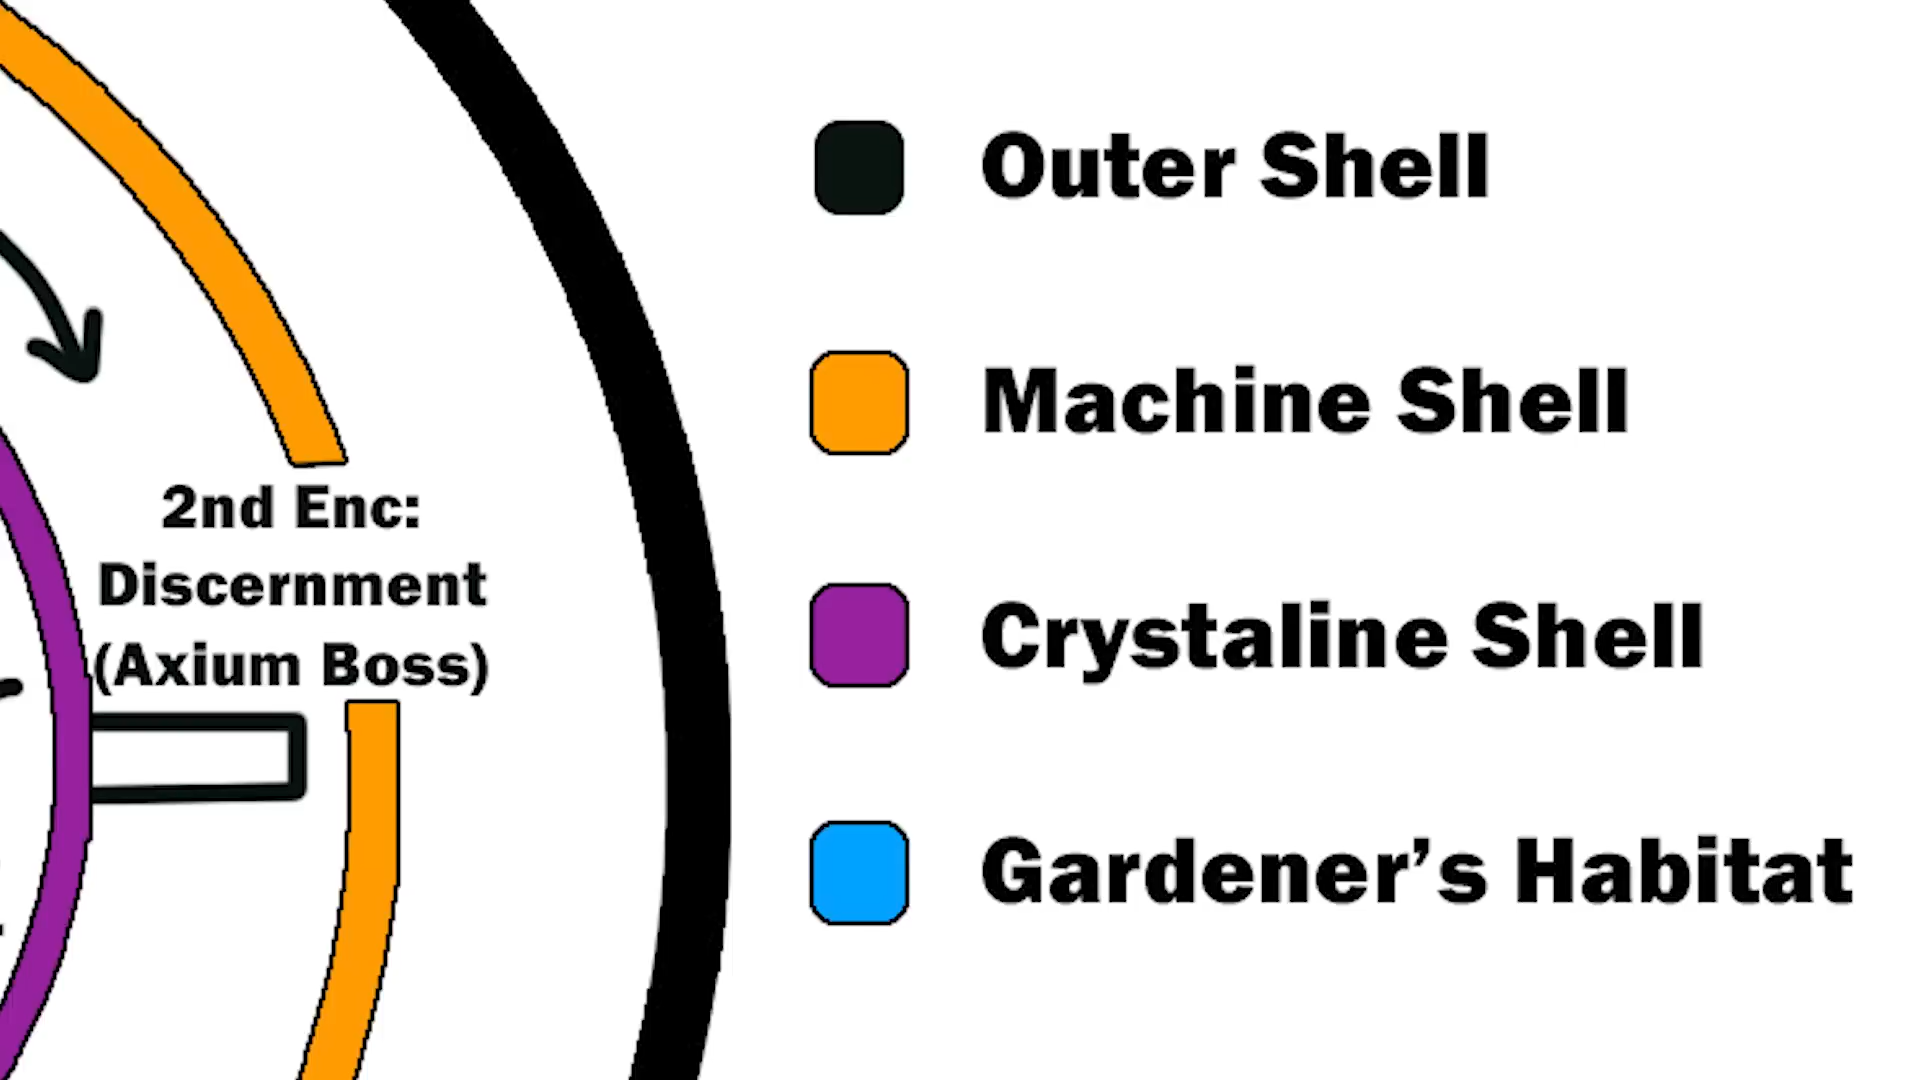 2nd Enc:
Discernment
(Axium Boss)
Outer Shell
Machine Shell
Crystaline Shell
Gardener’s Habitat